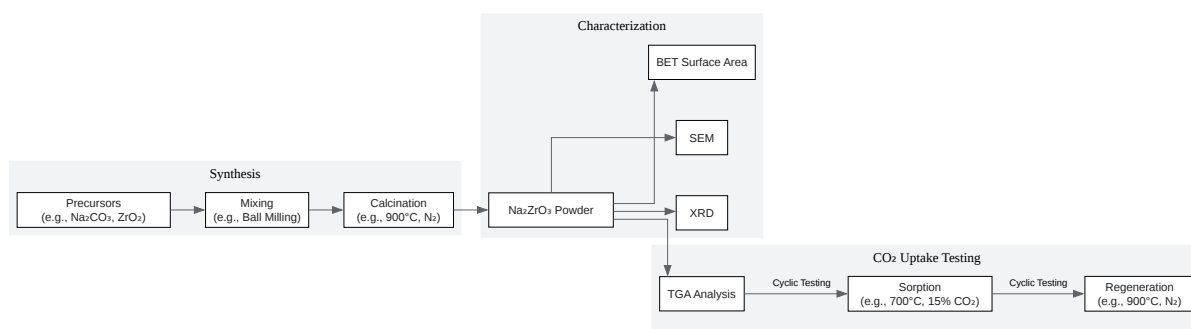 Characterization
BET Surface Area
SEM
Synthesis
Precursors
(e.g., Na₂CO₃, ZrO₂)
Mixing
(e.g., Ball Milling)
Calcination
(e.g., 900°C, N₂)
Na₂ZrO₃ Powder
XRD
CO₂ Uptake Testing
TGA Analysis
Cyclic Testing
Sorption
(e.g., 700°C, 15% CO₂)
Cyclic Testing
Regeneration
(e.g., 900°C, N₂)